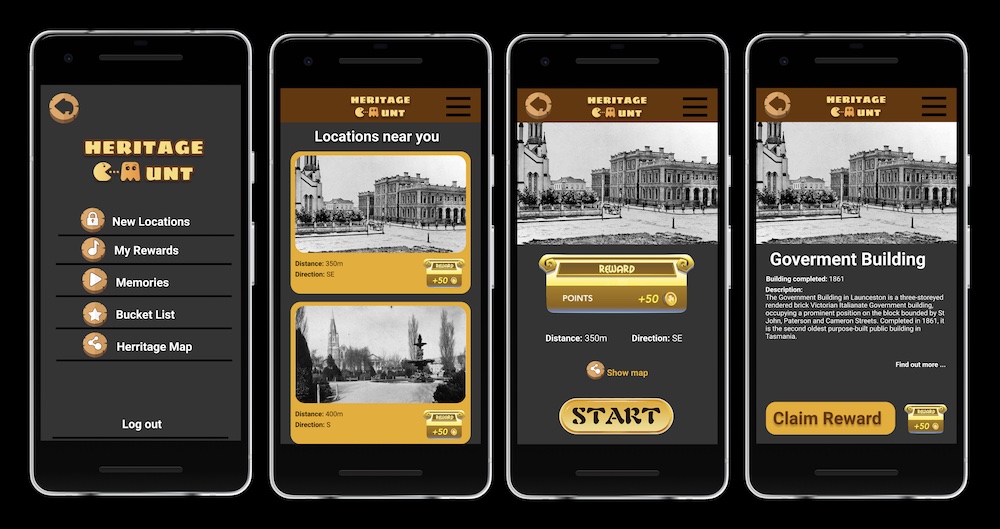 HERITAGE
HUNT
New Locations
My Rewards
Memories
Bucket List
Herritage Map
Log out
HERITAGE
HUNT
Locations near you
Distance: 350m
Direction: SE
REWARD
+50
Distance: 400m
Direction: S
REWARD
+50
HERITAGE
HUNT
REWARD
POINTS +50
Distance: 350m Direction: SE
Show map
START
HERITAGE
HUNT
Goverment Building
Building completed: 1861
Description:
The Government Building in Launceston is a three-storeyed
rendered brick Victorian Italianate Government building,
occupying a prominent position on the block bounded by St
John, Paterson and Cameron Streets. Completed in 1861, it
is the second oldest purpose-built public building in
Tasmania.
Find out more ...
Claim Reward
REWARD
+50